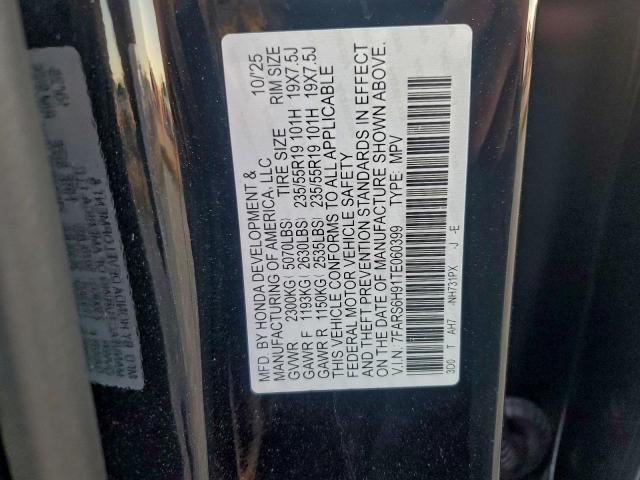 MFD. BY HONDA DEVELOPMENT & 10/'25
MANUFACTURING OF AMERICA, LLC
TIRE SIZE RIM SIZE
GVWR 2300KG( 5070LBS)
GAWR F 1193KG( 2630LBS) 235/55R19 101H 19X7.5J
GAWR R 1150KG( 2535LBS) 235/55R19 101H 19X7.5J
THIS VEHICLE CONFORMS TO ALL APPLICABLE
FEDERAL MOTOR VEHICLE SAFETY
AND THEFT PREVENTION STANDARDS IN EFFECT
ON THE DATE OF MANUFACTURE SHOWN ABOVE.
V.I.N.: 7FARS6H91TE060399 TYPE: MPV
3D0 T AH7 -NH731PX -J -E